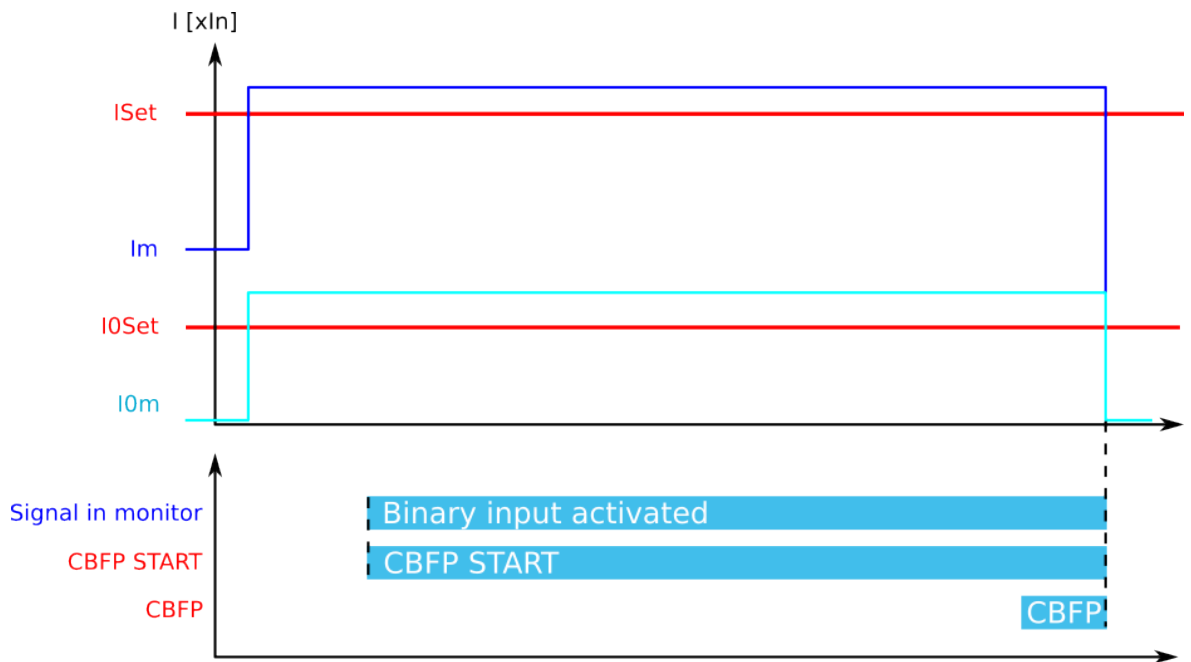 I [xIn]
ISet
Im
I0Set
I0m
Signal in monitor
Binary input activated
CBFP START
CBFP START
CBFP
CBFP